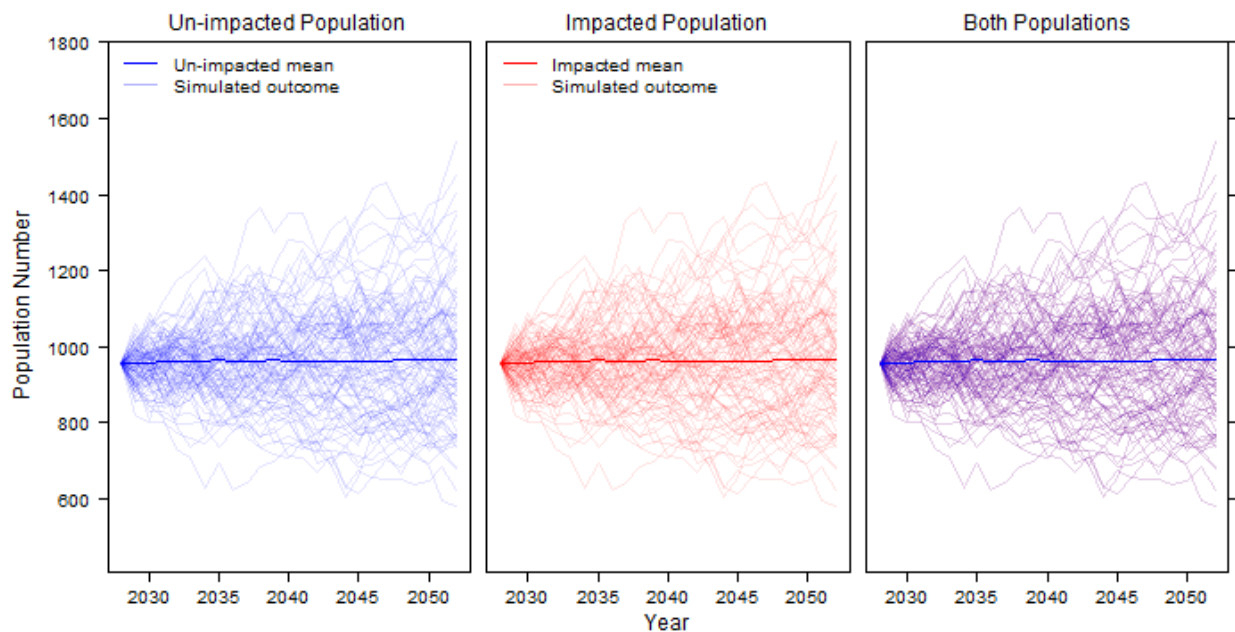 Un-impacted Population
Impacted Population
Both Populations
Un-impacted mean
Simulated outcome
Impacted mean
Simulated outcome
Population Number
1800
1600
1400
1200
1000
800
600
2030 2035 2040 2045 2050
2030 2035 2040 2045 2050
2030 2035 2040 2045 2050
Year